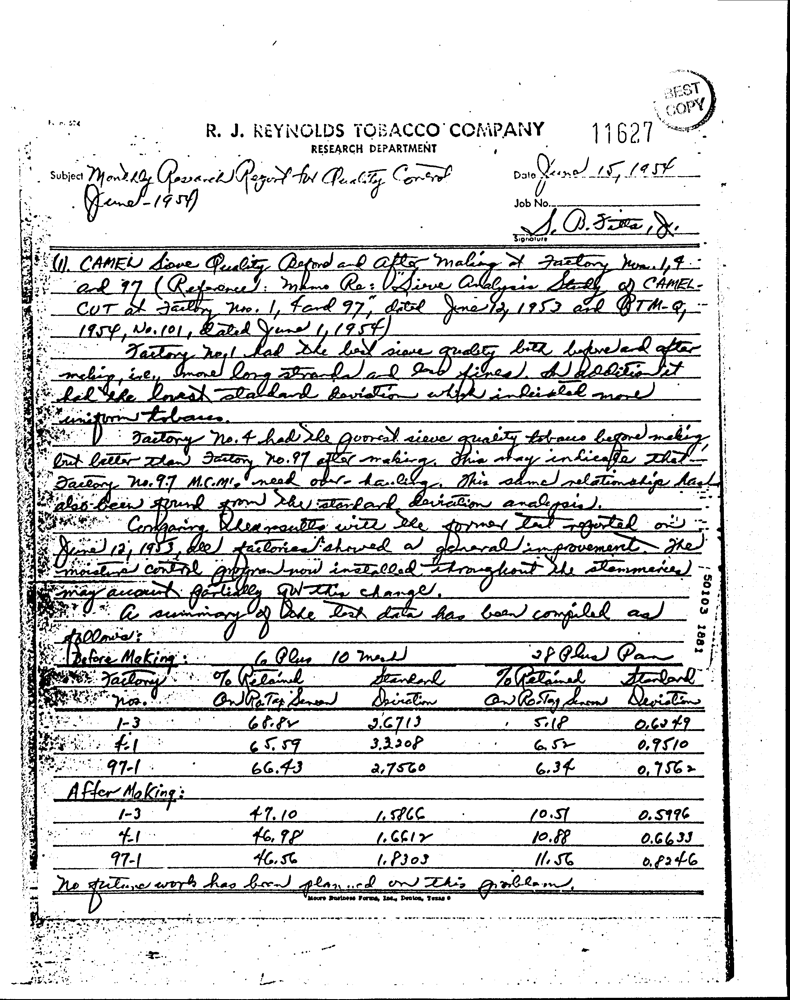 BEST
COPY
R. J. REYNOLDS TOBACCO COMPANY
11627
RESEARCH DEPARTMENT
Subject Monthly Research Report for Quality Control
Date June 15, 1954
(June-1954)
Job No.
S. B. Fitts, Jr.
Signature
(1). CAMEL Sieve Quality Before and After Making at Factory Nos. 1, 4
and 97 (Reference: Memo Re: "Sieve Analysis Study of CAMEL-
CUT at Factory Nos. 1, 4 and 97", dated June 12, 1953 and RTM-Q,
1954, No. 101, dated June 1, 1954)
Factory No. 1 had the best sieve quality both before and after
making, i.e., more long strands and less fines. In addition it
had the lowest standard deviation which indicated more
uniform tobacco.
Factory No. 4 had the poorest sieve quality tobacco before making,
but better than Factory No. 97 after making. This may indicate that
Factory No. 97 M.C.M.'s need over-hauling. This same relationship has
also been found from the standard deviation analysis.
Comparing these results with the former test reported on
June 12, 1953, all factories showed a general improvement. The
moisture control program now installed throughout the stemmeries
may account partially for this change.
A summary of the test data has been compiled as
follows:
Before Making: 6 Plus 10 Mesh 28 Plus Pan
Factory % Retained Standard % Retained Standard
Nos. On RoTap Screen Deviation On RoTap Screen Deviation
1-3 68.82 2.6713 5.18 0.6249
4-1 65.59 3.3208 6.52 0.9510
97-1 66.43 2.7560 6.34 0.7562
After Making:
1-3 47.10 1.5866 10.51 0.5996
4-1 46.98 1.6612 10.88 0.6633
97-1 46.56 1.8303 11.56 0.8246
No future work has been planned on this problem.
Moore Business Forms, Inc., Denton, Texas
50103 1881